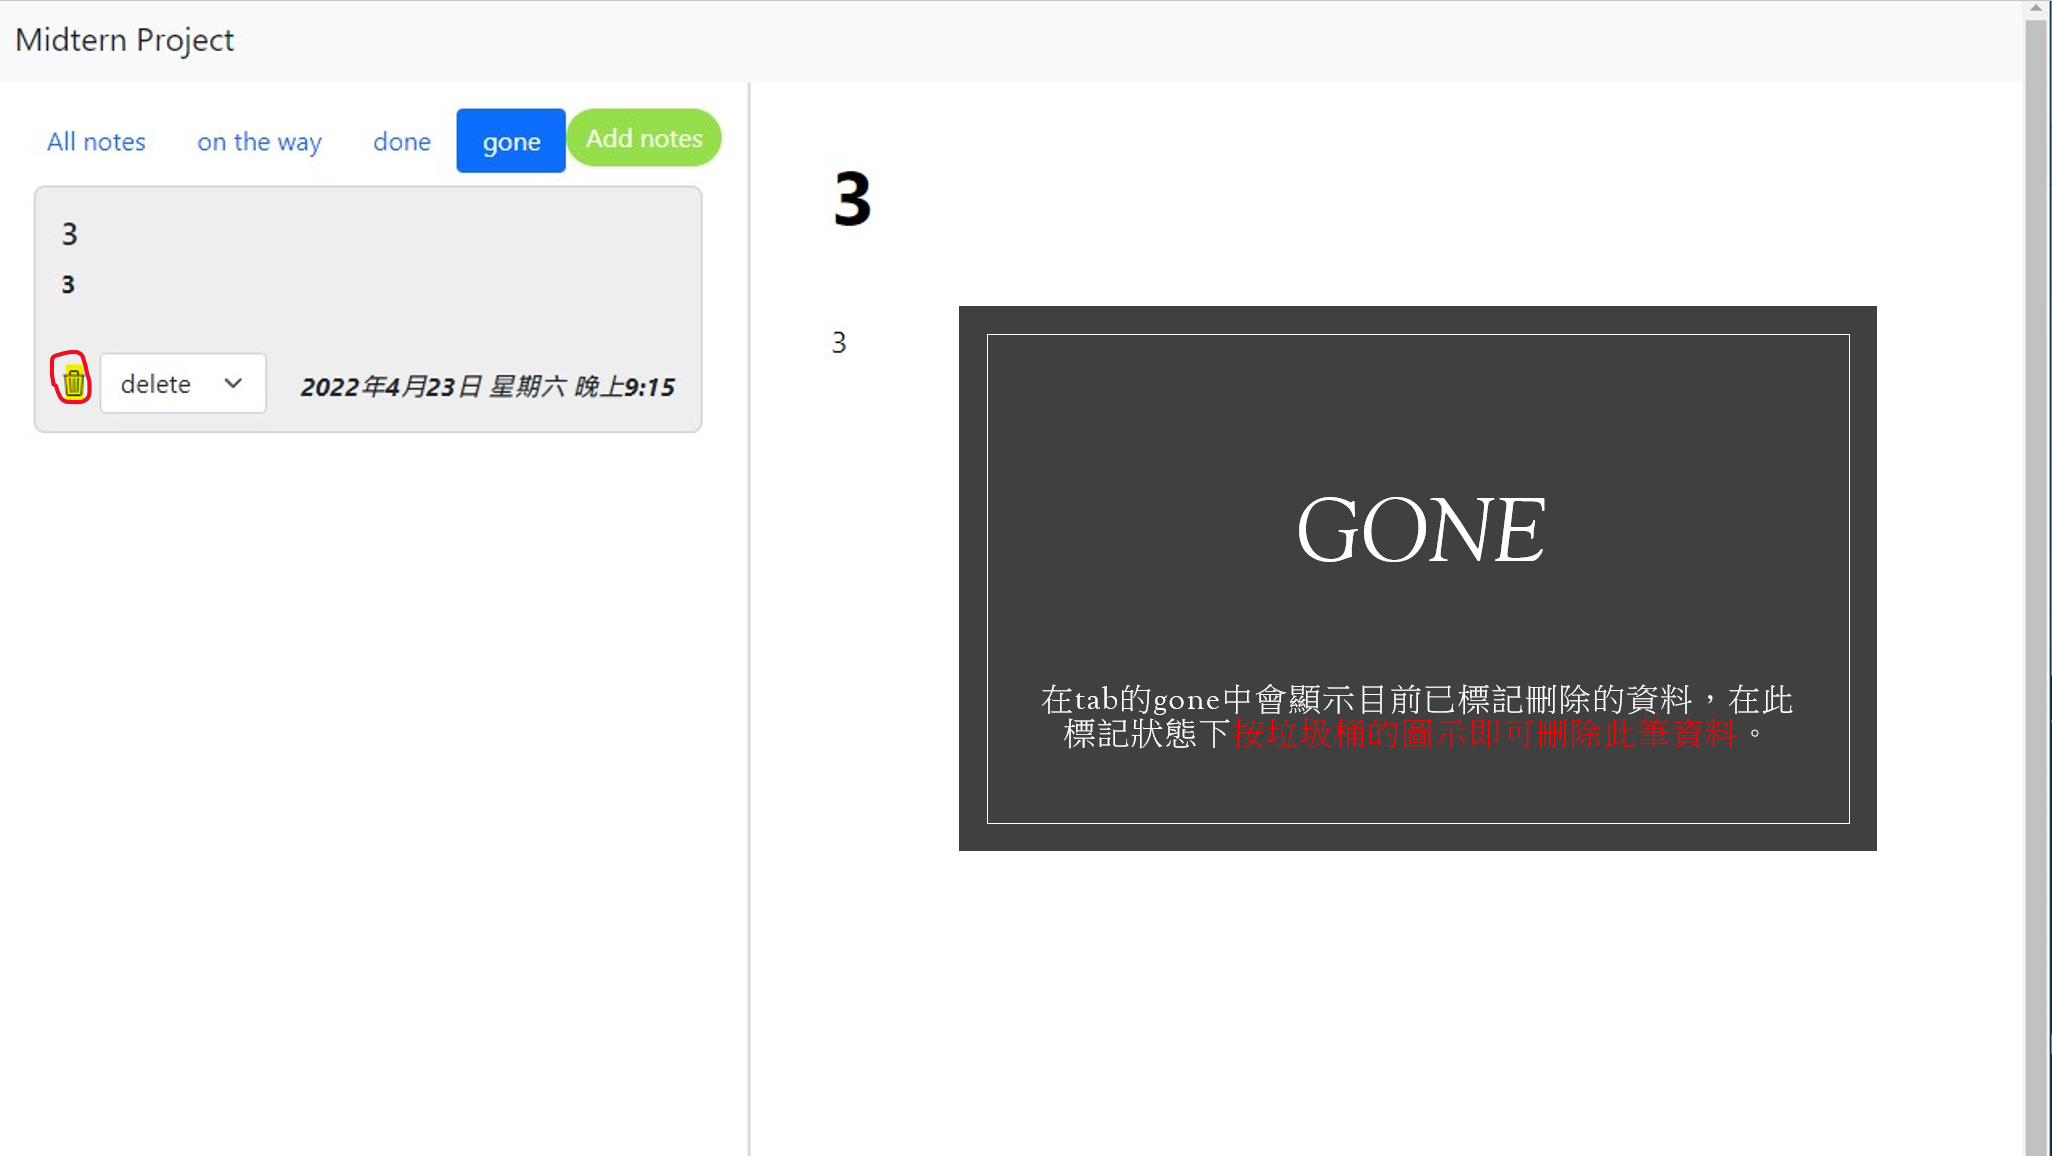 Midtern Project
All notes on the way done gone Add notes
3
3
delete 2022年4月23日 星期六 晚上9:15
3
3
GONE
在tab的gone中會顯示目前已標記刪除的資料，在此
標記狀態下按垃圾桶的圖示即可刪除此筆資料。